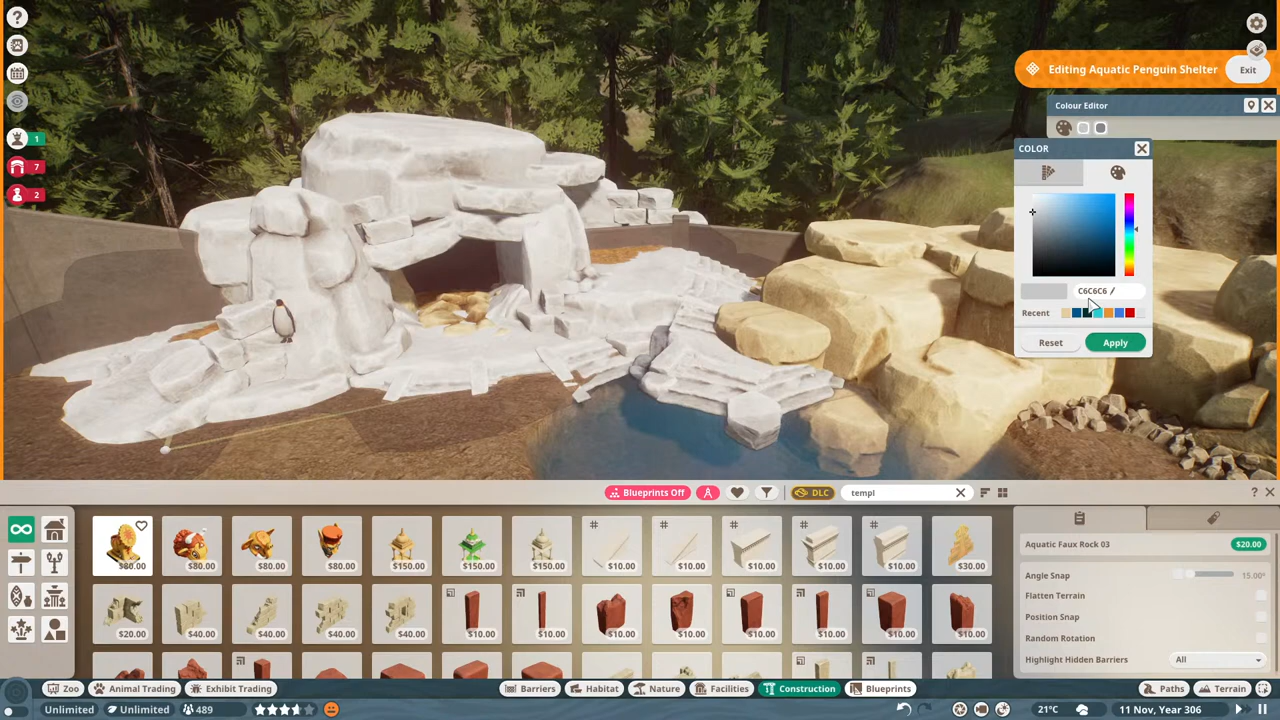 ?
1
7
2
Editing Aquatic Penguin Shelter Exit
Colour Editor
COLOR
C6C6C6
Recent
Reset Apply
Blueprints Off DLC templ ?
$80.00 $80.00 $80.00 $80.00 $150.00 $150.00 $150.00 $10.00 $10.00 $10.00 $10.00 $10.00 $30.00
$20.00 $40.00 $40.00 $40.00 $40.00 $10.00 $10.00 $10.00 $10.00 $10.00 $10.00 $10.00 $10.00
Aquatic Faux Rock 03 $20.00
Angle Snap 15.00°
Flatten Terrain
Position Snap
Random Rotation
Highlight Hidden Barriers All
Zoo Animal Trading Exhibit Trading Barriers Habitat Nature Facilities Construction Blueprints Paths Terrain
Unlimited Unlimited 489 21°C 11 Nov, Year 306